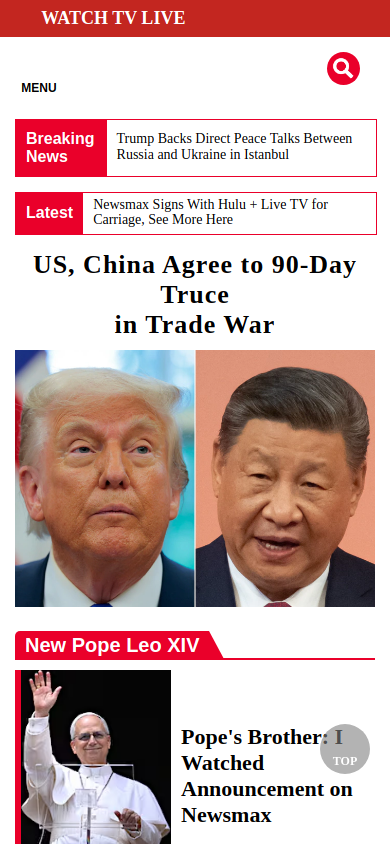 WATCH TV LIVE
MENU
Breaking
News
Trump Backs Direct Peace Talks Between
Russia and Ukraine in Istanbul
Latest
Newsmax Signs With Hulu + Live TV for
Carriage, See More Here
US, China Agree to 90-Day
Truce
in Trade War
New Pope Leo XIV
Pope's Brother: I
Watched
Announcement on
Newsmax
TOP